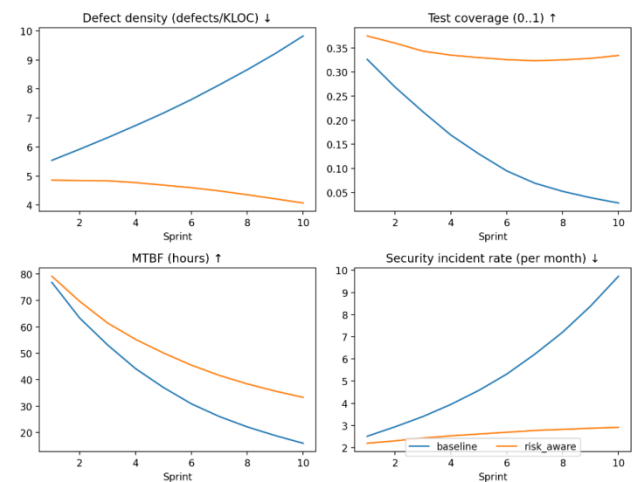 Defect density (defects/KLOC) ↓
10
9
8
7
6
5
4
2 4 6 8 10
Sprint
Test coverage (0..1) ↑
0.35
0.30
0.25
0.20
0.15
0.10
0.05
2 4 6 8 10
Sprint
MTBF (hours) ↑
80
70
60
50
40
30
20
2 4 6 8 10
Sprint
Security incident rate (per month) ↓
10
9
8
7
6
5
4
3
2
baseline risk_aware
2 4 6 8 10
Sprint